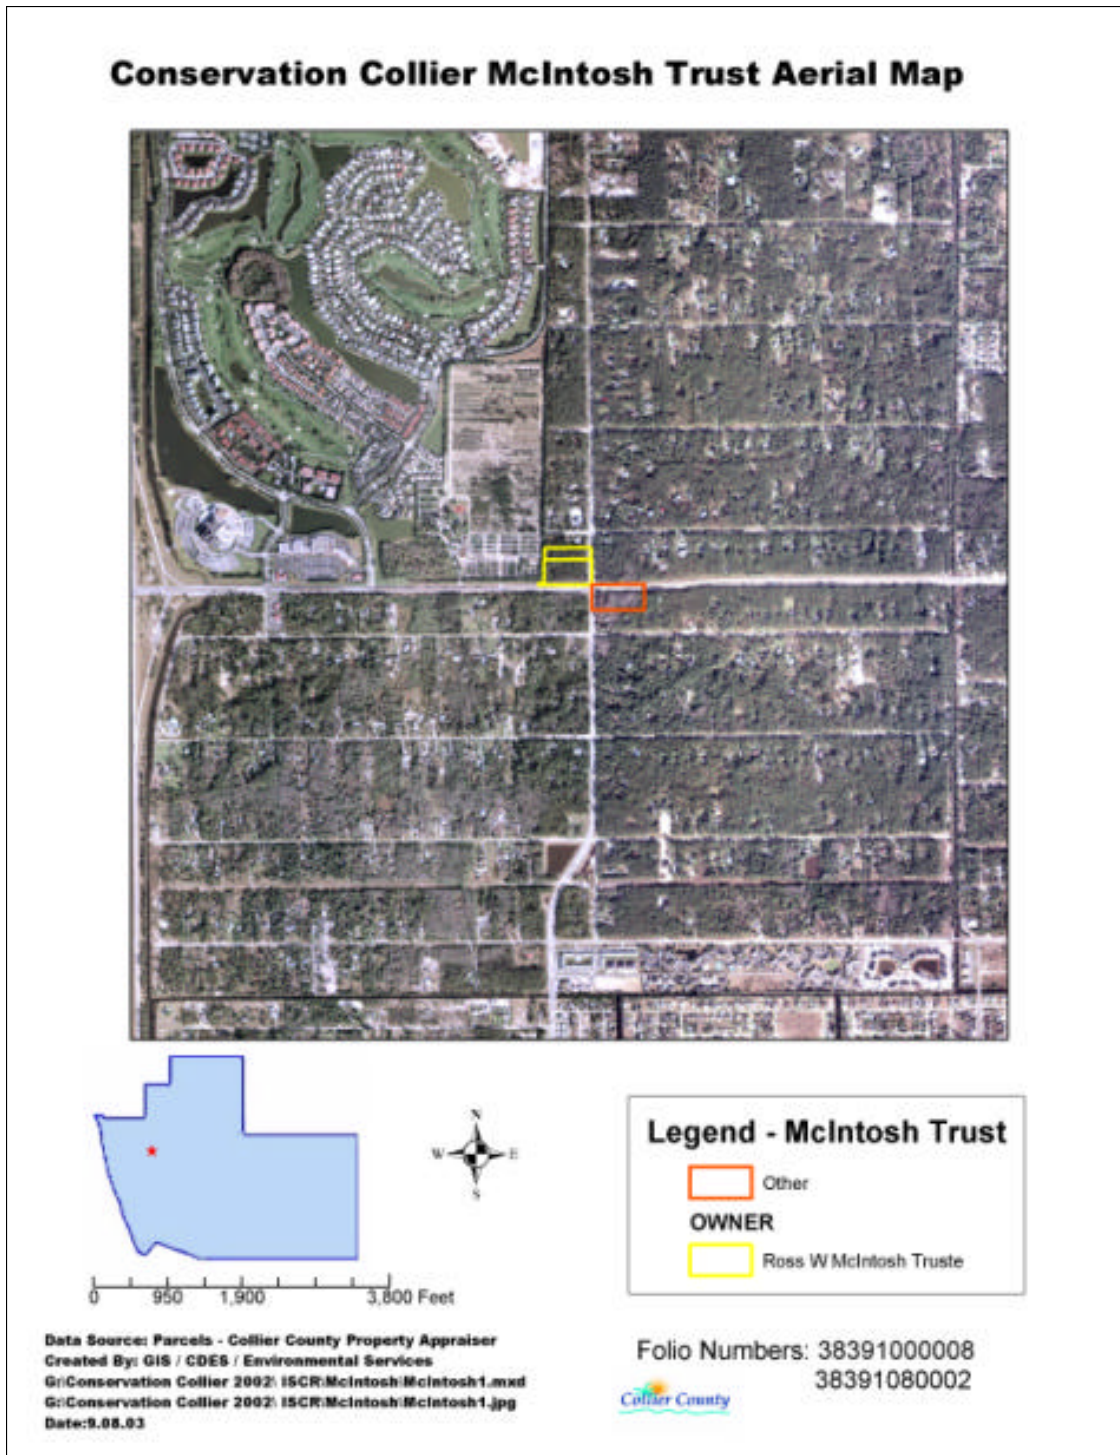 Conservation Collier McIntosh Trust Aerial Map
N
W E
S
0 950 1,900 3,800 Feet
Legend - McIntosh Trust
Other
OWNER
Ross W McIntosh Truste
Data Source: Parcels - Collier County Property Appraiser
Created By: GIS / CDES / Environmental Services
G:\Conservation Collier 2002\ ISCR\McIntosh\McIntosh1.mxd
G:\Conservation Collier 2002\ ISCR\McIntosh\McIntosh1.jpg
Date:9.08.03
Folio Numbers: 38391000008
38391080002
Collier County